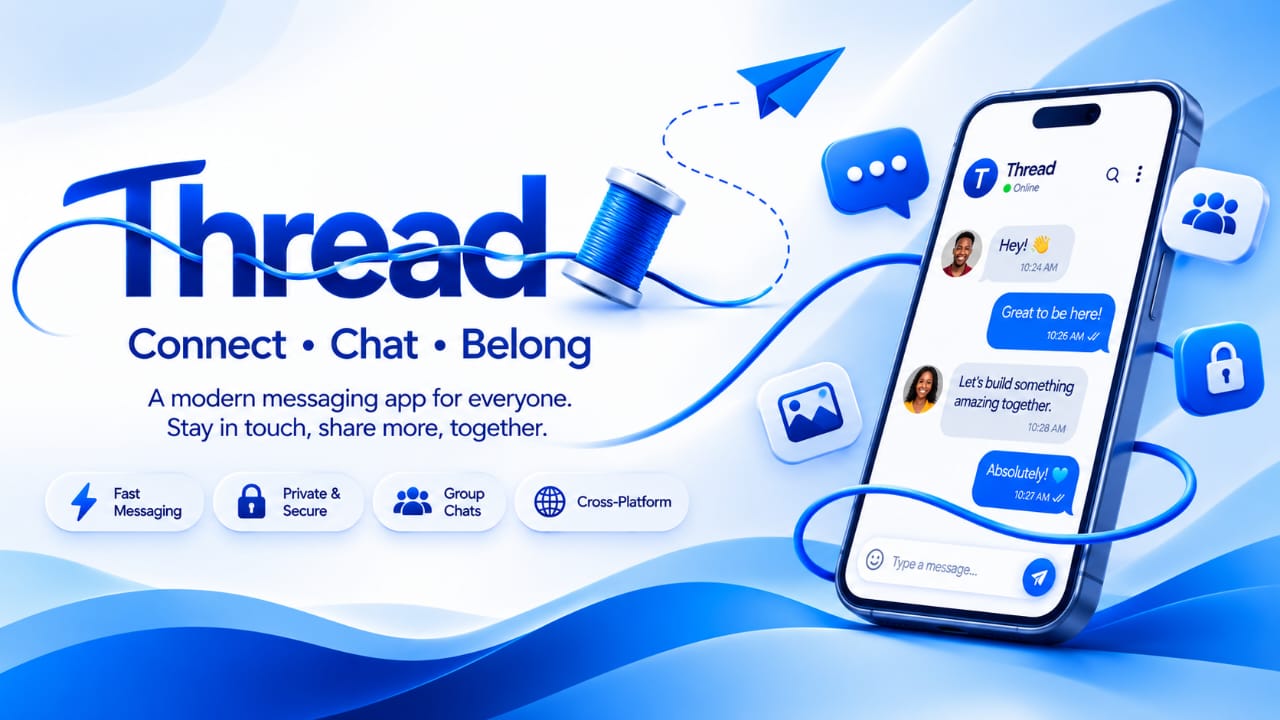 Thread
Connect • Chat • Belong
A modern messaging app for everyone.
Stay in touch, share more, together.
Fast
Messaging
Private &
Secure
Group
Chats
Cross-Platform
T
Thread
Online
Hey! 👋
10:24 AM
Great to be here!
10:26 AM
Let's build something
amazing together.
10:28 AM
Absolutely! 🩵
10:27 AM
Type a message...